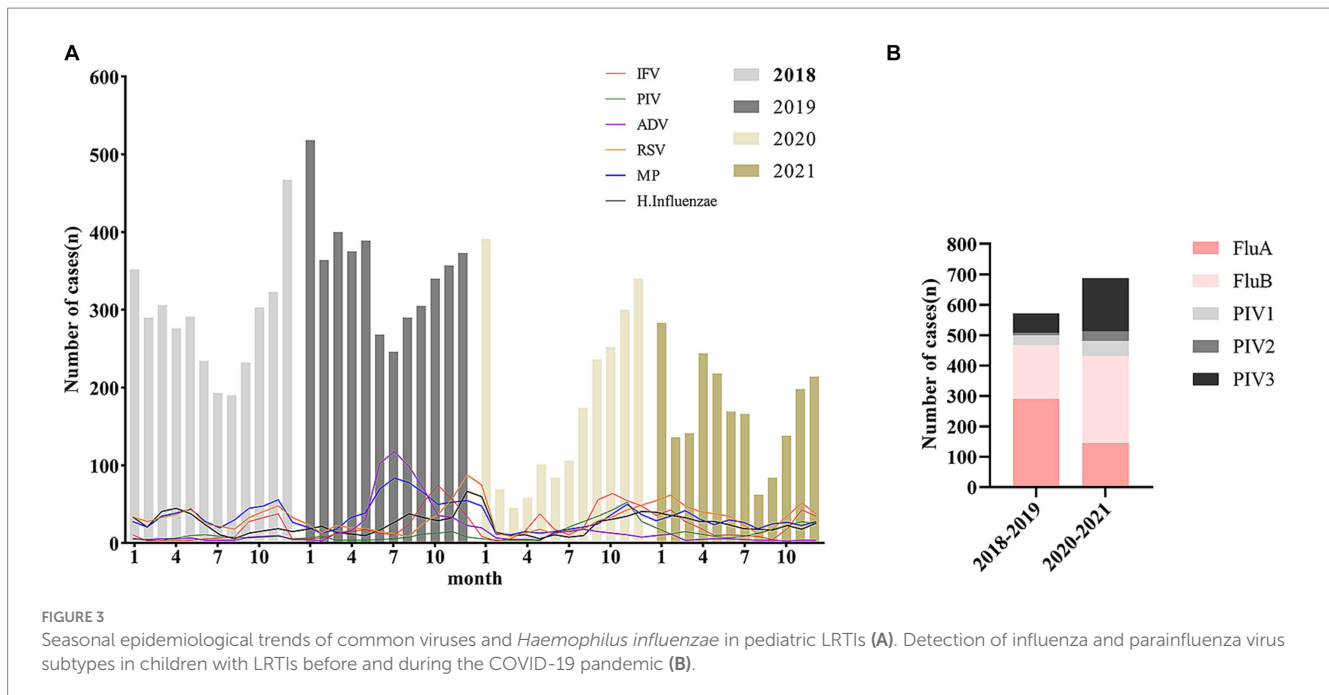 A
600
500
400
300
200
100
0
Number of cases(n)
1 4 7 10 1 4 7 10 1 4 7 10 1 4 7 10
month
IFV
PIV
ADV
RSV
MP
H.Influenzae
2018
2019
2020
2021
B
800
700
600
500
400
300
200
100
0
Number of cases(n)
2018-2019
2020-2021
FluA
FluB
PIV1
PIV2
PIV3
FIGURE 3
Seasonal epidemiological trends of common viruses and Haemophilus influenzae in pediatric LRTIs (A). Detection of influenza and parainfluenza virus
subtypes in children with LRTIs before and during the COVID-19 pandemic (B).